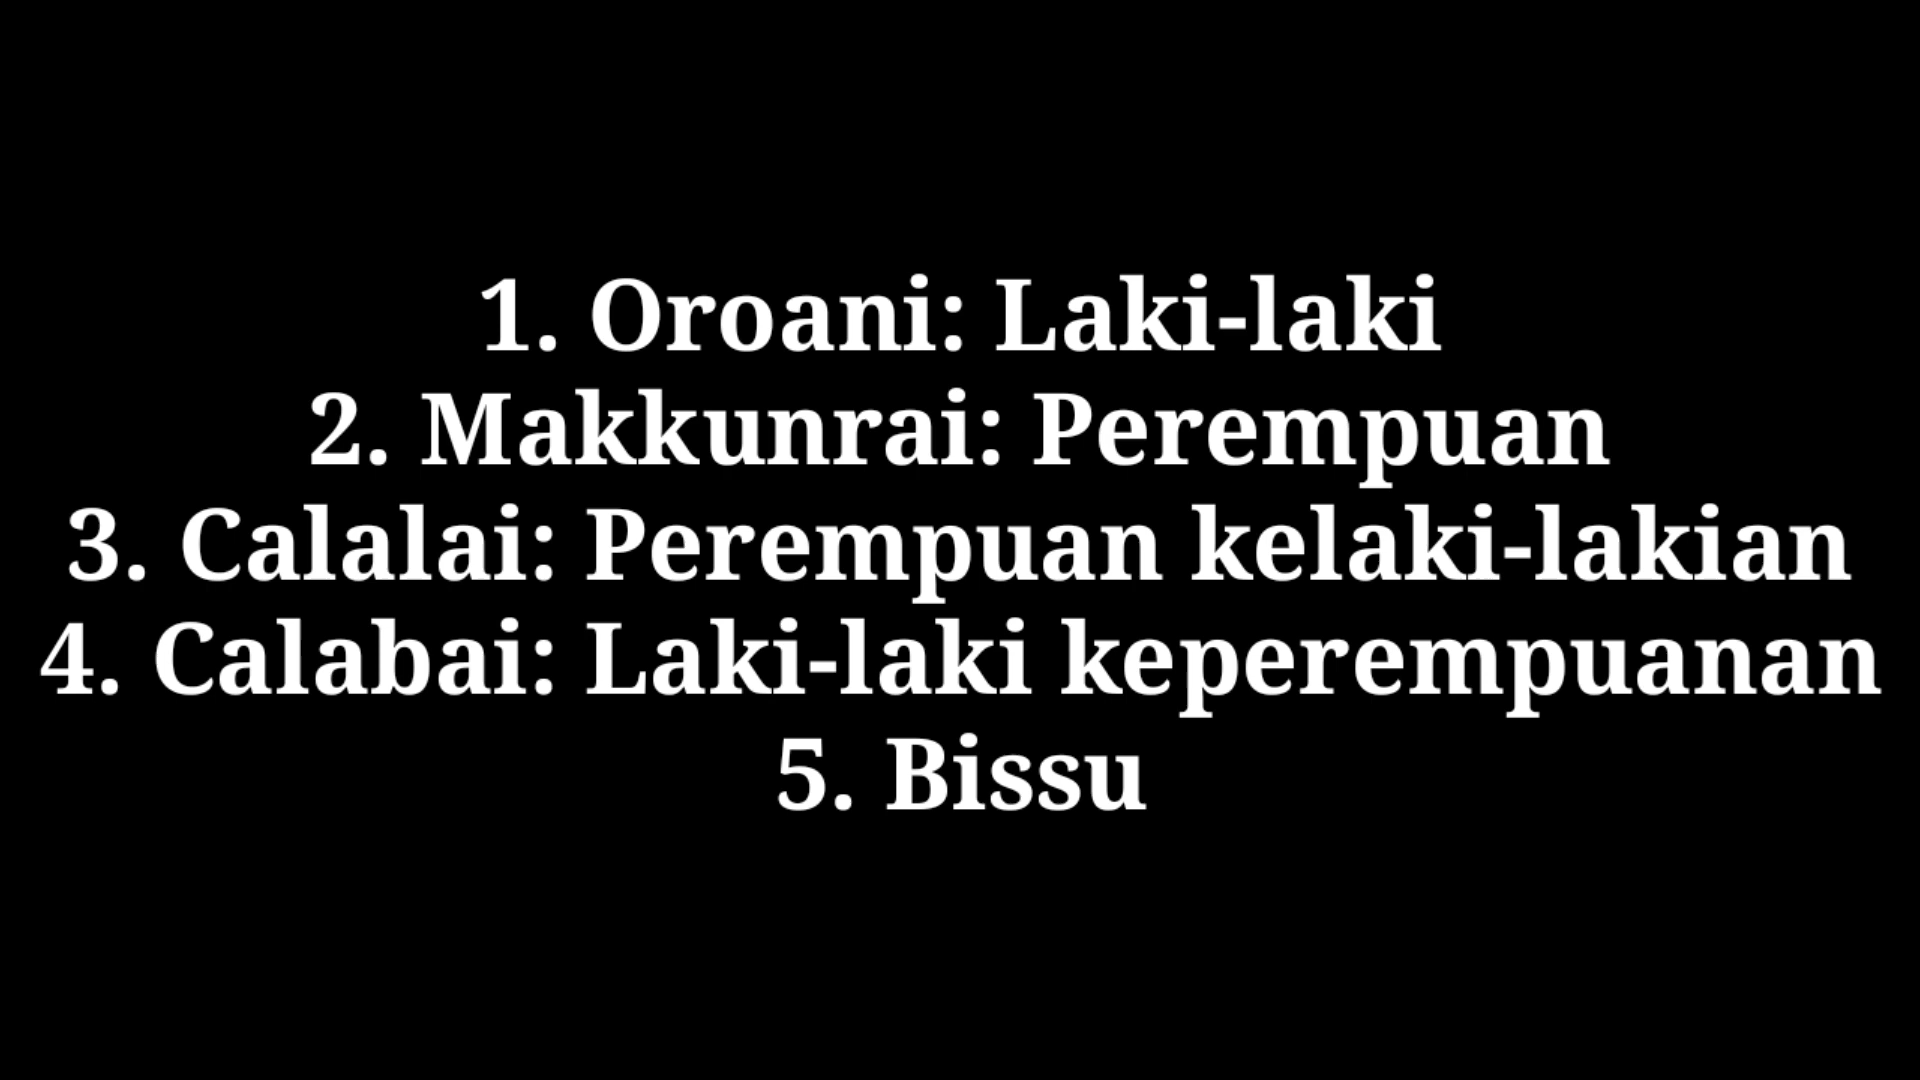 1. Oroani: Laki-laki
2. Makkunrai: Perempuan
3. Calalai: Perempuan kelaki-lakian
4. Calabai: Laki-laki keperempuanan
5. Bissu